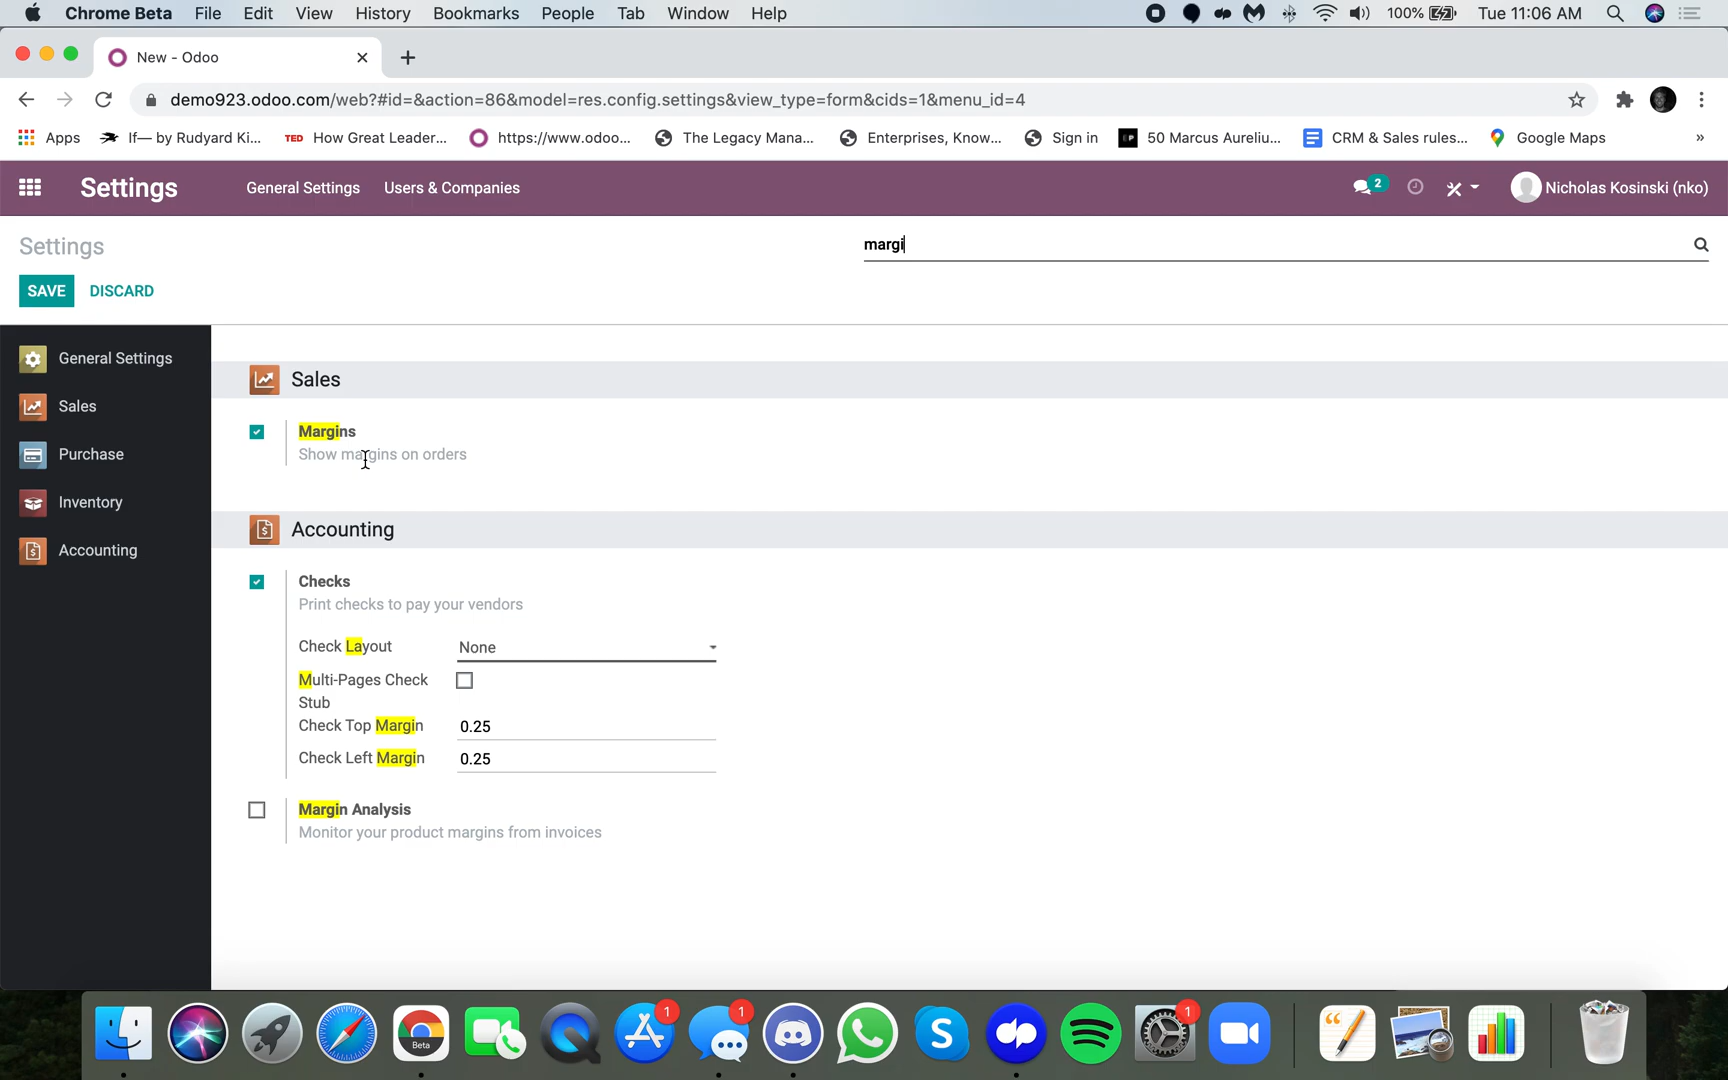 Chrome Beta File Edit View History Bookmarks People Tab Window Help 100% Tue 11:06 AM
New - Odoo
demo923.odoo.com/web?#id=&action=86&model=res.config.settings&view_type=form&cids=1&menu_id=4
Apps If— by Rudyard Ki... TED How Great Leader... https://www.odoo... The Legacy Mana... Enterprises, Know... Sign in EP 50 Marcus Aureliu... CRM & Sales rules... Google Maps »
Settings General Settings Users & Companies 2 Nicholas Kosinski (nko)
Settings margi
SAVE DISCARD
General Settings
Sales
Purchase
Inventory
Accounting
Sales
Margins
Show margins on orders
Accounting
Checks
Print checks to pay your vendors
Check Layout None
Multi-Pages Check
Stub
Check Top Margin 0.25
Check Left Margin 0.25
Margin Analysis
Monitor your product margins from invoices
1 1 1
Beta S